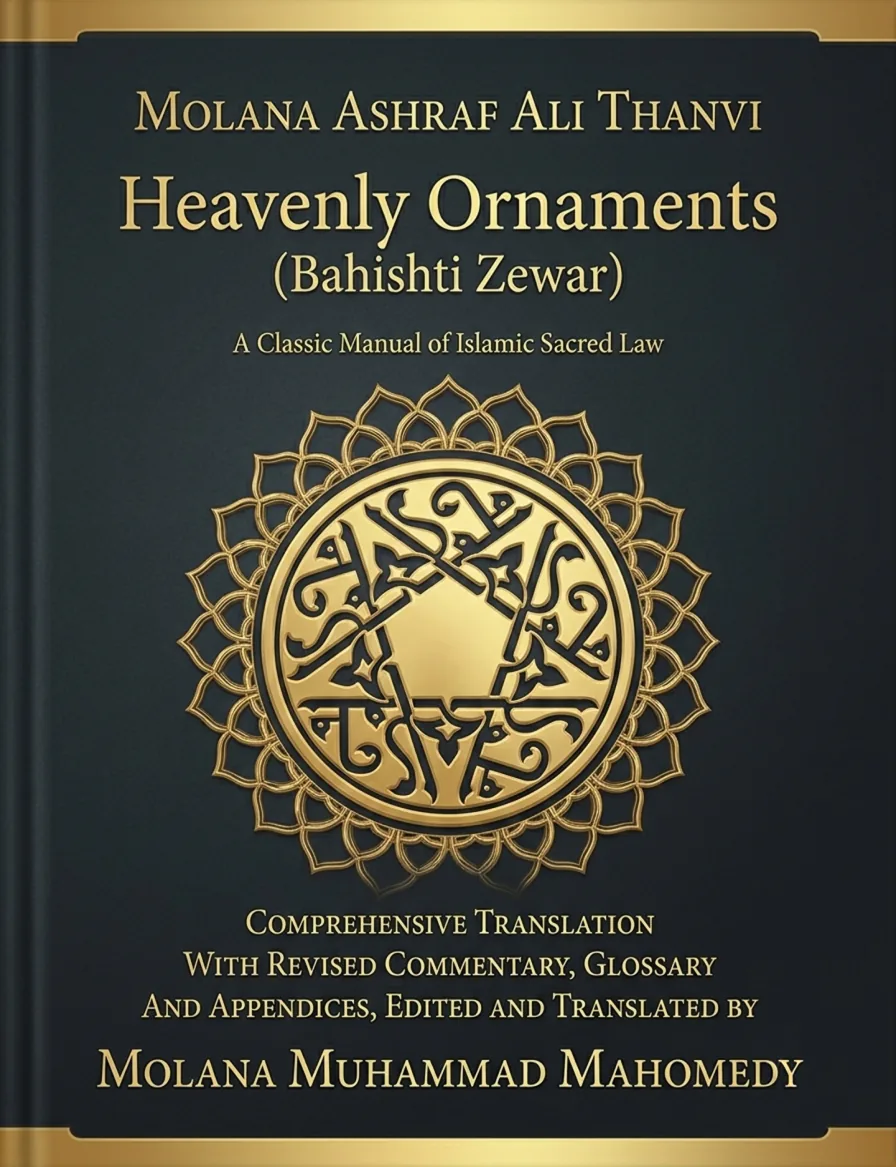 MOLANA ASHRAF ALI THANVI
Heavenly Ornaments
(Bahishti Zewar)
A Classic Manual of Islamic Sacred Law
COMPREHENSIVE TRANSLATION
WITH REVISED COMMENTARY, GLOSSARY
AND APPENDICES, EDITED AND TRANSLATED BY
MOLANA MUHAMMAD MAHOMEDY